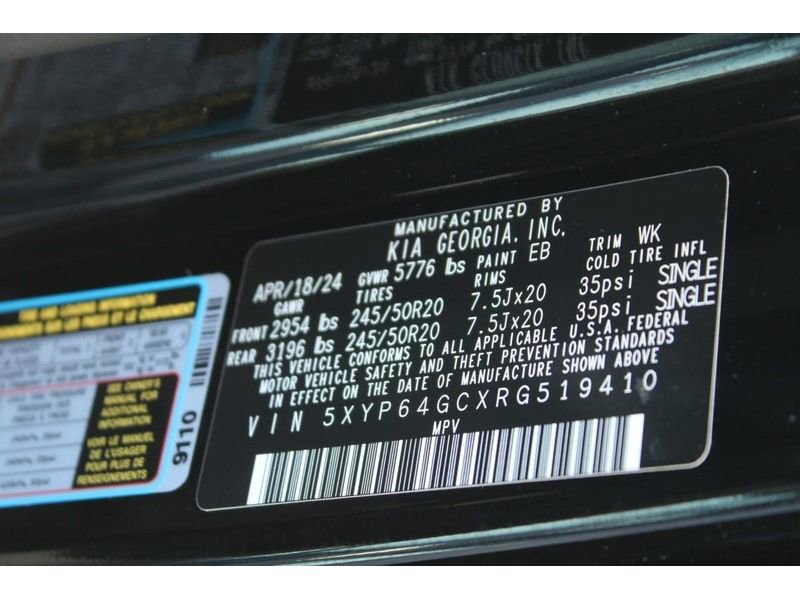 MANUFACTURED BY
KIA GEORGIA, INC.
APR/18/24 GVWR 5776 lbs PAINT EB TRIM WK
GAWR TIRES RIMS COLD TIRE INFL
FRONT 2954 lbs 245/50R20 7.5Jx20 35psi SINGLE
REAR 3196 lbs 245/50R20 7.5Jx20 35psi SINGLE
THIS VEHICLE CONFORMS TO ALL APPLICABLE U.S.A. FEDERAL
MOTOR VEHICLE SAFETY AND THEFT PREVENTION STANDARDS
IN EFFECT ON THE DATE OF MANUFACTURE SHOWN ABOVE
VIN 5XYP64GCXRG519410
MPV
TIRE AND LOADING INFORMATION
SEE OWNER'S
MANUAL FOR
ADDITIONAL
INFORMATION
VOIR LE MANUEL
DE L'USAGER
POUR PLUS DE
RENSEIGNEMENTS
9110